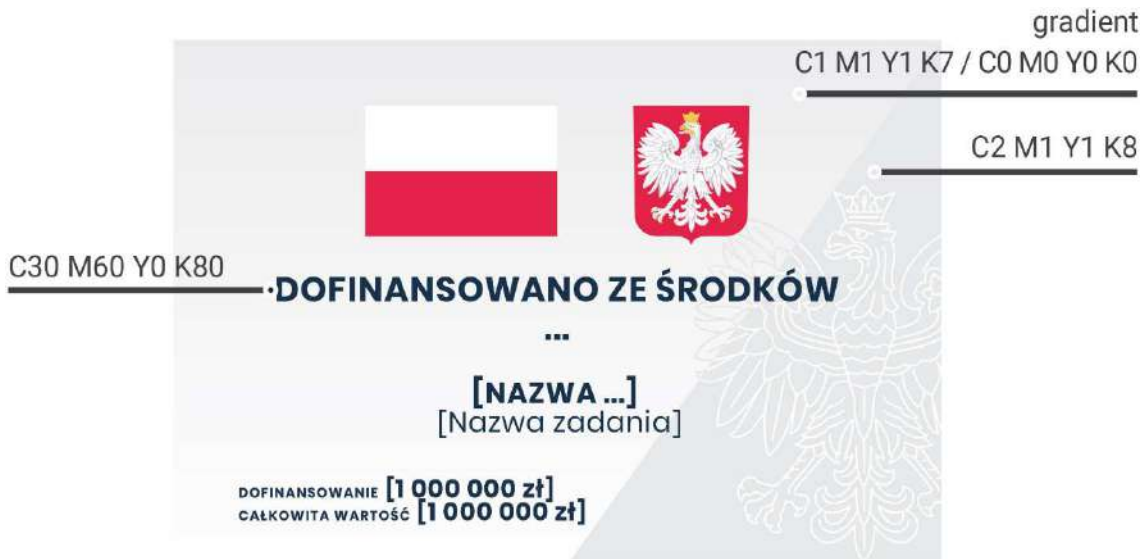 gradient
C1 M1 Y1 K7 / C0 M0 Y0 K0
C2 M1 Y1 K8
C30 M60 Y0 K80
DOFINANSOWANO ZE ŚRODKÓW
...
[NAZWA ...]
[Nazwa zadania]
DOFINANSOWANIE [1 000 000 zł]
CAŁKOWITA WARTOŚĆ [1 000 000 zł]